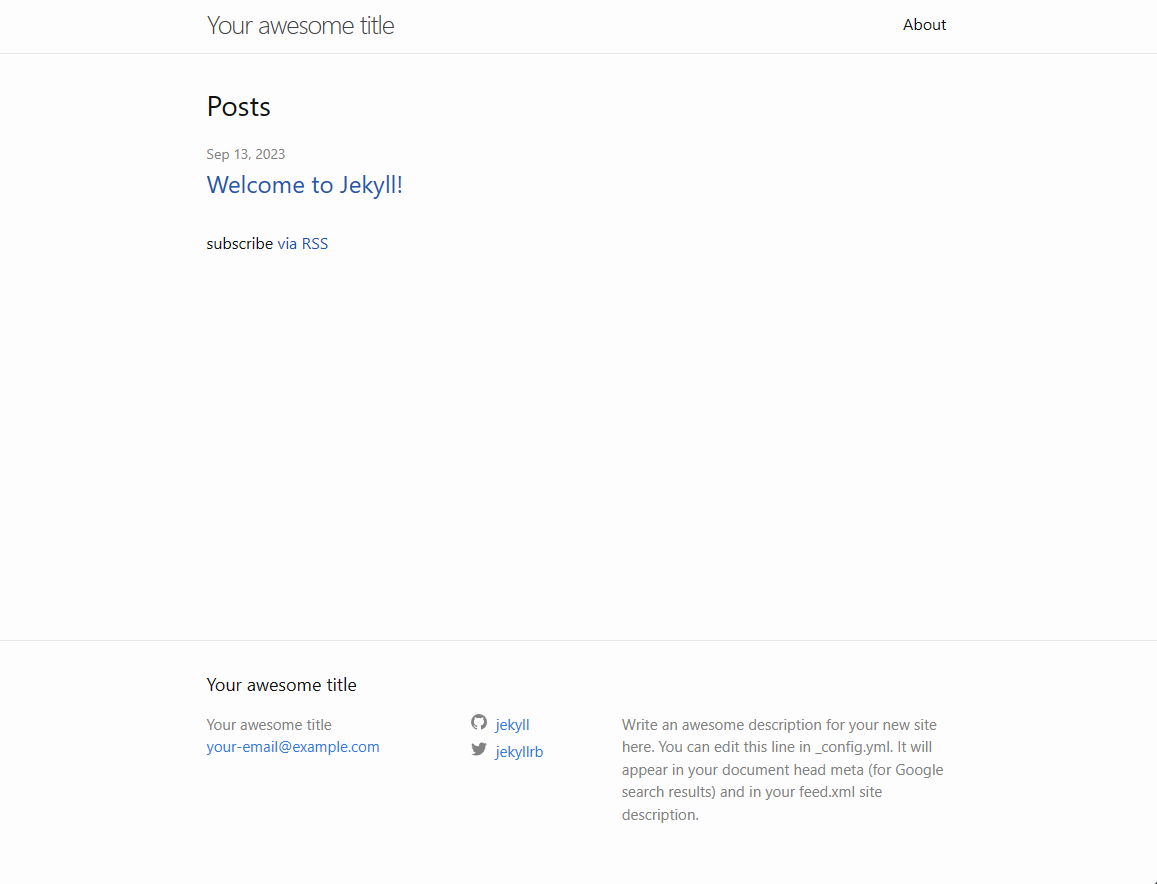 Your awesome title
About
Posts
Sep 13, 2023
Welcome to Jekyll!
subscribe via RSS
Your awesome title
Your awesome title
your-email@example.com
jekyll
jekyllrb
Write an awesome description for your new site
here. You can edit this line in _config.yml. It will
appear in your document head meta (for Google
search results) and in your feed.xml site
description.